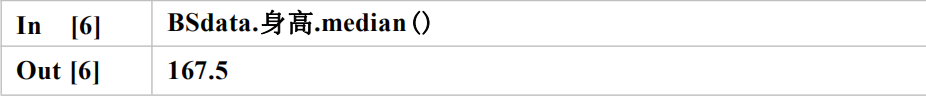 In [6] BSdata.身高.median()
Out [6] 167.5